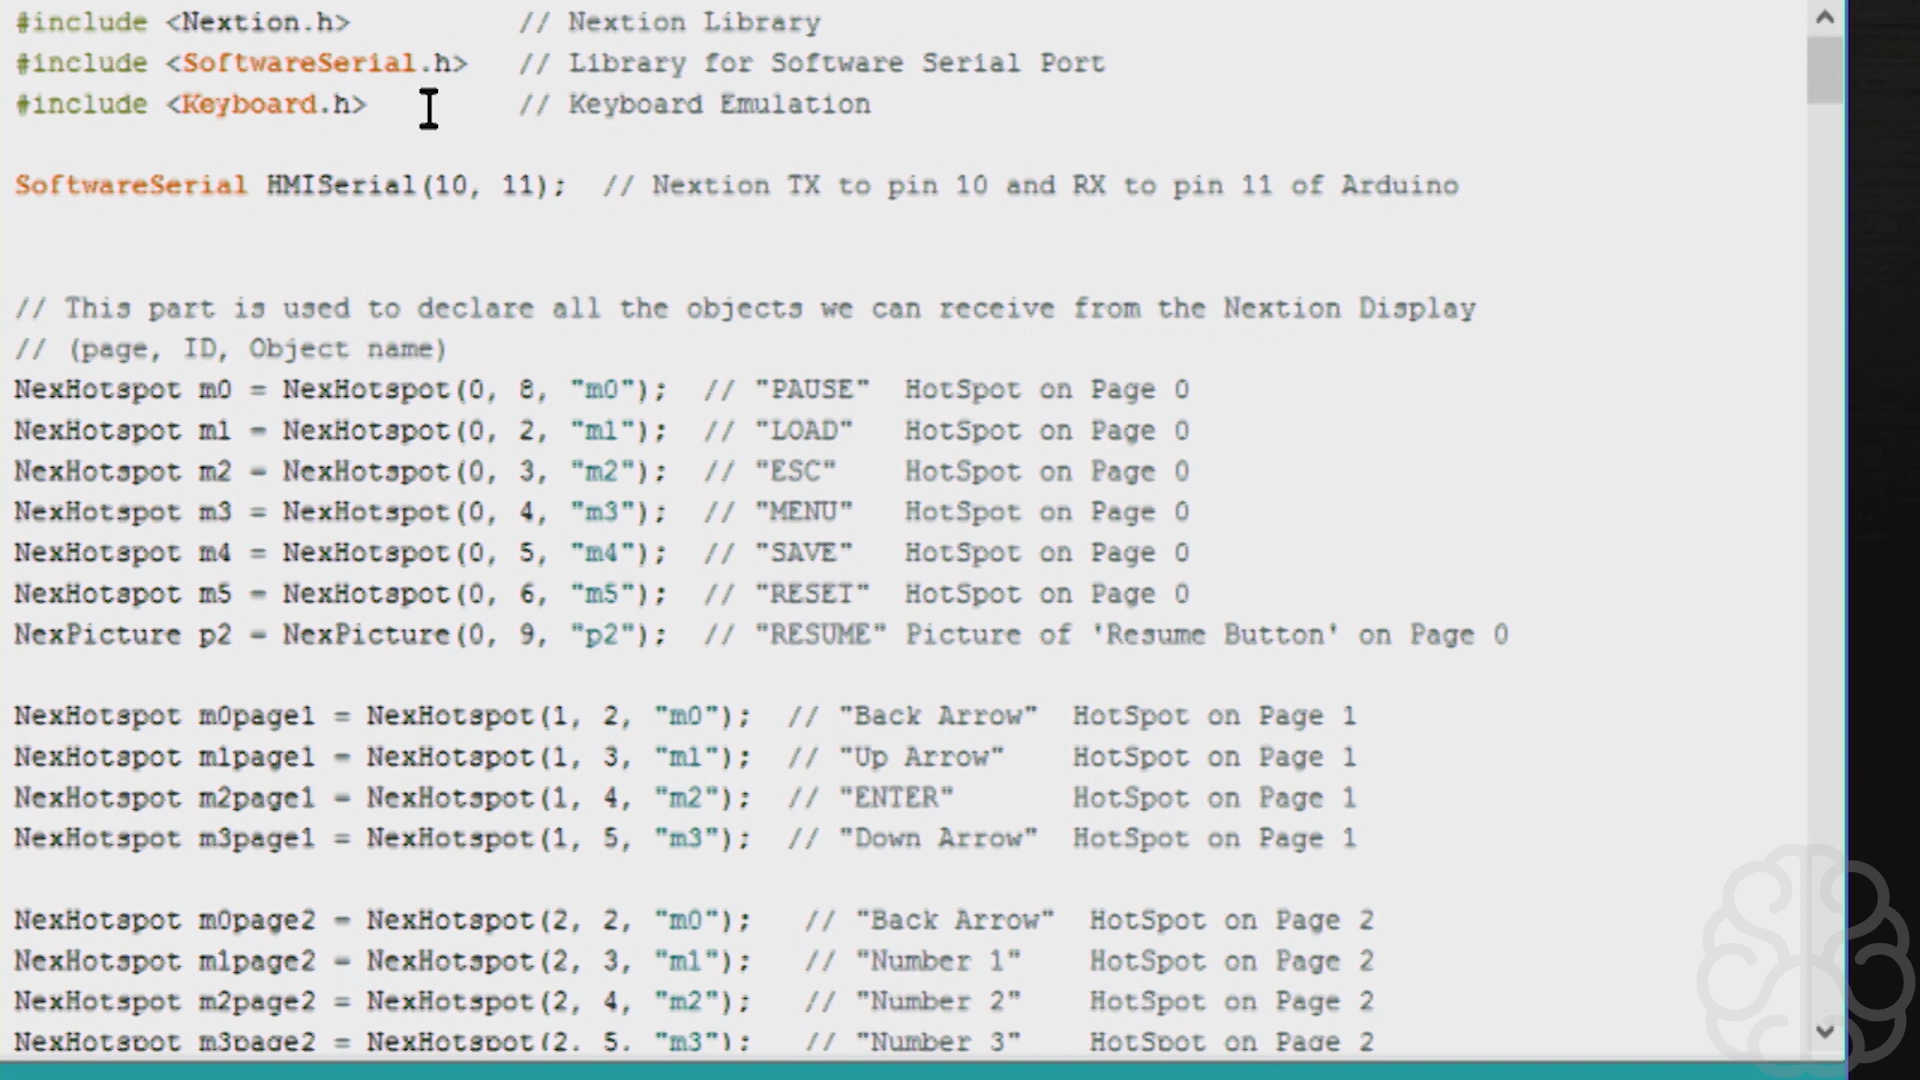 #include <Nextion.h>          // Nextion Library
#include <SoftwareSerial.h>   // Library for Software Serial Port
#include <Keyboard.h>         // Keyboard Emulation
SoftwareSerial HMISerial(10, 11);  // Nextion TX to pin 10 and RX to pin 11 of Arduino
// This part is used to declare all the objects we can receive from the Nextion Display
// (page, ID, Object name)
NexHotspot m0 = NexHotspot(0, 8, "m0");  // "PAUSE"  HotSpot on Page 0
NexHotspot m1 = NexHotspot(0, 2, "m1");  // "LOAD"   HotSpot on Page 0
NexHotspot m2 = NexHotspot(0, 3, "m2");  // "ESC"    HotSpot on Page 0
NexHotspot m3 = NexHotspot(0, 4, "m3");  // "MENU"   HotSpot on Page 0
NexHotspot m4 = NexHotspot(0, 5, "m4");  // "SAVE"   HotSpot on Page 0
NexHotspot m5 = NexHotspot(0, 6, "m5");  // "RESET"  HotSpot on Page 0
NexPicture p2 = NexPicture(0, 9, "p2");  // "RESUME" Picture of 'Resume Button' on Page 0
NexHotspot m0page1 = NexHotspot(1, 2, "m0");  // "Back Arrow"  HotSpot on Page 1
NexHotspot m1page1 = NexHotspot(1, 3, "m1");  // "Up Arrow"    HotSpot on Page 1
NexHotspot m2page1 = NexHotspot(1, 4, "m2");  // "ENTER"       HotSpot on Page 1
NexHotspot m3page1 = NexHotspot(1, 5, "m3");  // "Down Arrow"  HotSpot on Page 1
NexHotspot m0page2 = NexHotspot(2, 2, "m0");   // "Back Arrow"  HotSpot on Page 2
NexHotspot m1page2 = NexHotspot(2, 3, "m1");   // "Number 1"    HotSpot on Page 2
NexHotspot m2page2 = NexHotspot(2, 4, "m2");   // "Number 2"    HotSpot on Page 2
NexHotspot m3page2 = NexHotspot(2, 5, "m3");   // "Number 3"    HotSpot on Page 2